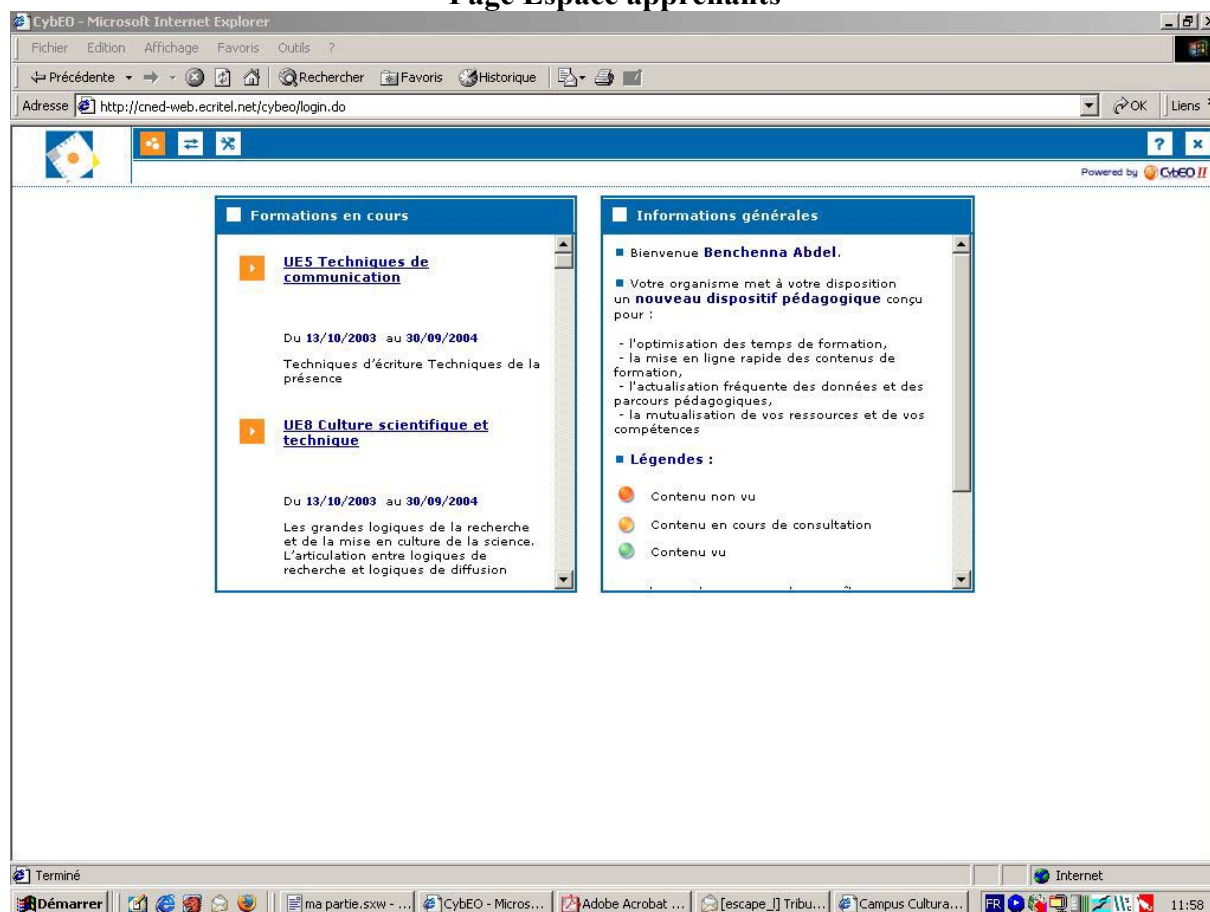 Page Espace apprenants
CybEO - Microsoft Internet Explorer
Fichier Edition Affichage Favoris Outils ?
Précédente Rechercher Favoris Historique
Adresse http://cned-web.ecritel.net/cybeo/login.do OK Liens
Powered by CybEO II
Formations en cours
UE5 Techniques de
communication
Du 13/10/2003 au 30/09/2004
Techniques d'écriture Techniques de la
présence
UE8 Culture scientifique et
technique
Du 13/10/2003 au 30/09/2004
Les grandes logiques de la recherche
et de la mise en culture de la science.
L'articulation entre logiques de
recherche et logiques de diffusion
Informations générales
Bienvenue Benchenna Abdel.
Votre organisme met à votre disposition
un nouveau dispositif pédagogique conçu
pour :
- l'optimisation des temps de formation,
- la mise en ligne rapide des contenus de
formation,
- l'actualisation fréquente des données et des
parcours pédagogiques,
- la mutualisation de vos ressources et de vos
compétences
Légendes :
Contenu non vu
Contenu en cours de consultation
Contenu vu
Terminé Internet
Démarrer ma partie.sxw - ... CybEO - Micros... Adobe Acrobat ... [escape_l] Tribu... Campus Cultura... FR 11:58